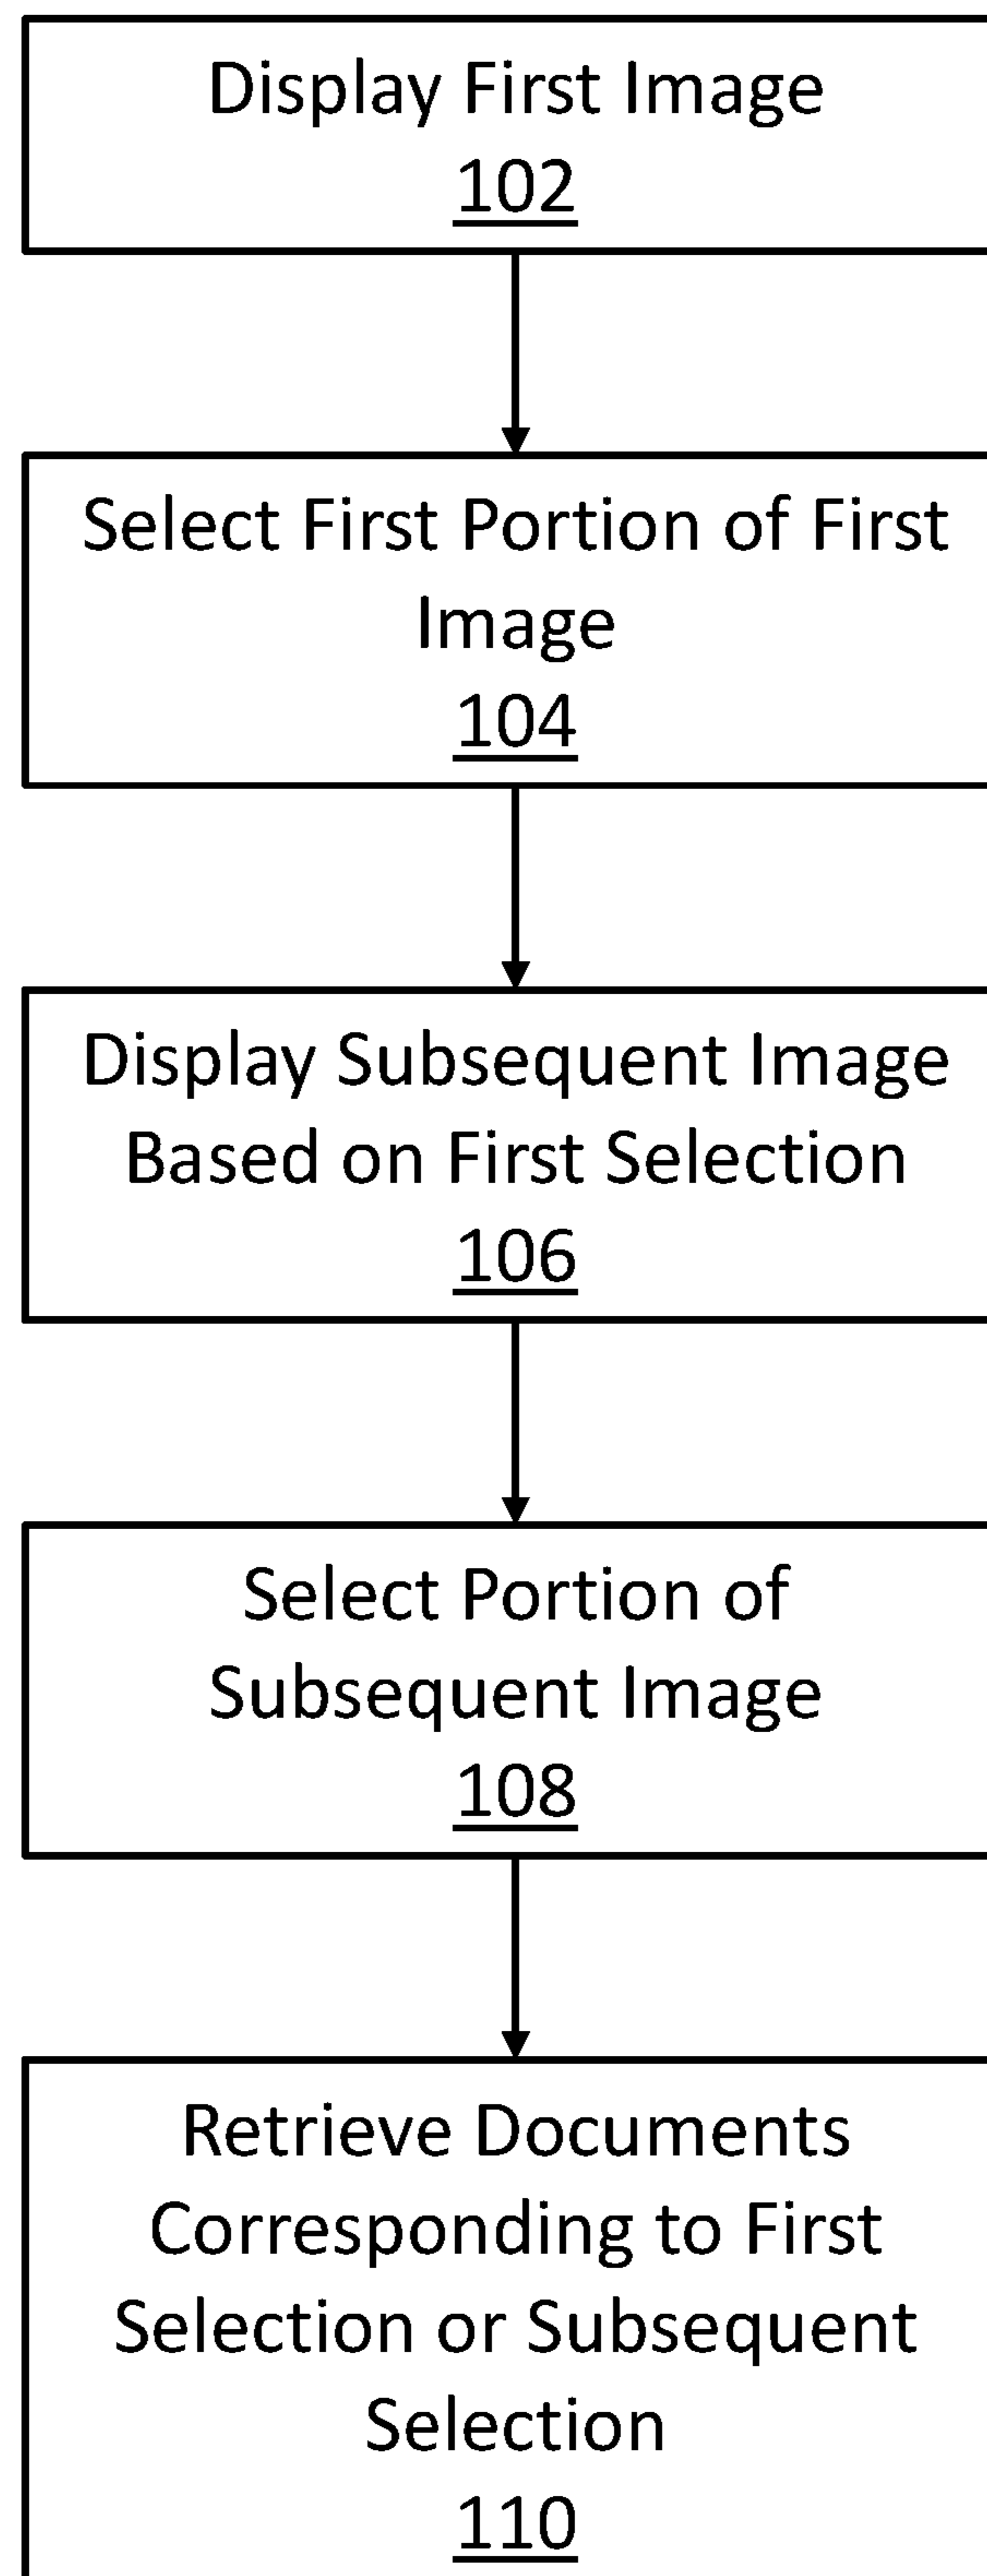 Display First Image
102
Select First Portion of First
Image
104
Display Subsequent Image
Based on First Selection
106
Select Portion of
Subsequent Image
108
Retrieve Documents
Corresponding to First
Selection or Subsequent
Selection
110